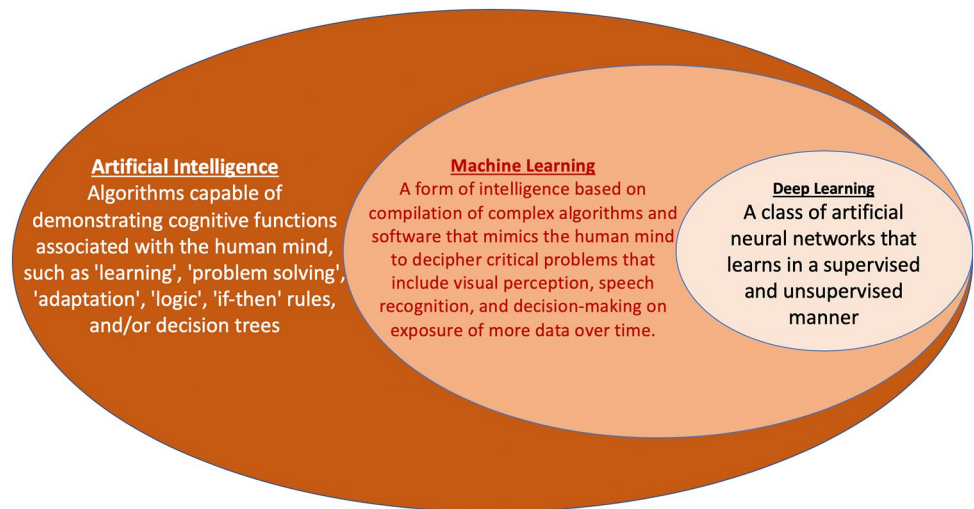 Artificial Intelligence
Algorithms capable of
demonstrating cognitive functions
associated with the human mind,
such as 'learning', 'problem solving',
'adaptation', 'logic', 'if-then' rules,
and/or decision trees
Machine Learning
A form of intelligence based on
compilation of complex algorithms and
software that mimics the human mind
to decipher critical problems that
include visual perception, speech
recognition, and decision-making on
exposure of more data over time.
Deep Learning
A class of artificial
neural networks that
learns in a supervised
and unsupervised
manner